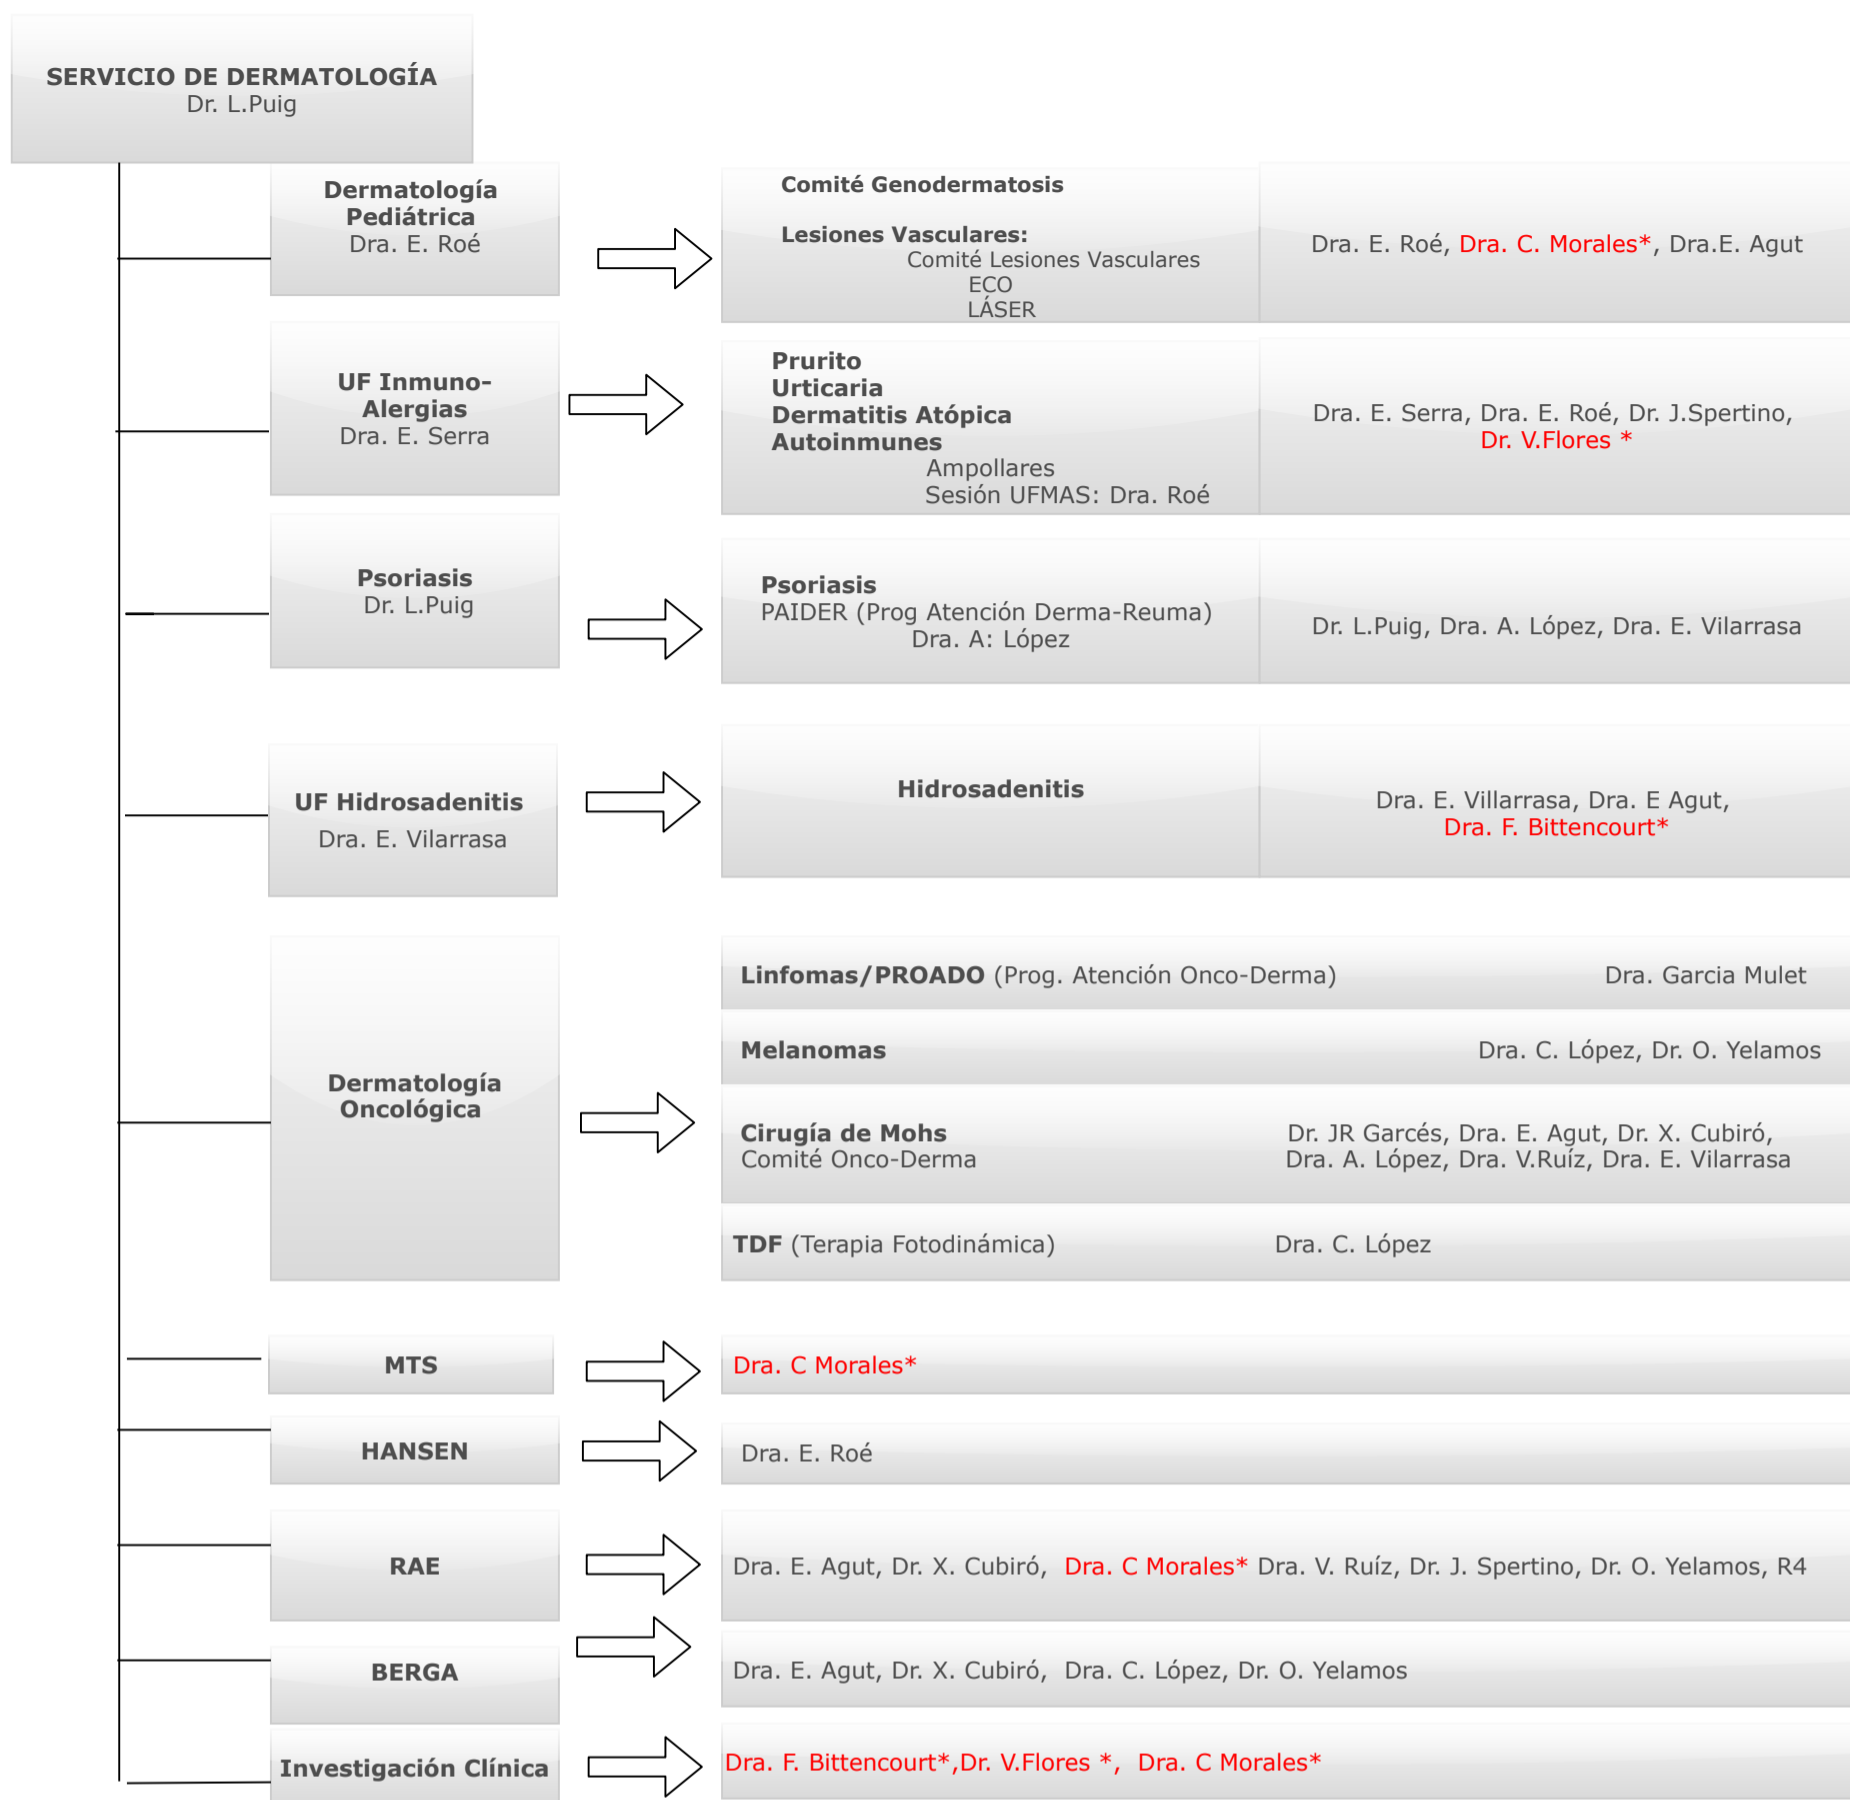 SERVICIO DE DERMATOLOGÍA
Dr. L.Puig
Dermatología
Pediátrica
Dra. E. Roé
Comité Genodermatosis
Lesiones Vasculares:
Comité Lesiones Vasculares
ECO
LÁSER
Dra. E. Roé, Dra. C. Morales*, Dra.E. Agut
UF Inmuno-
Alergias
Dra. E. Serra
Prurito
Urticaria
Dermatitis Atópica
Autoinmunes
Ampollares
Sesión UFMAS: Dra. Roé
Dra. E. Serra, Dra. E. Roé, Dr. J.Spertino,
Dr. V.Flores *
Psoriasis
Dr. L.Puig
Psoriasis
PAIDER (Prog Atención Derma-Reuma)
Dra. A: López
Dr. L.Puig, Dra. A. López, Dra. E. Vilarrasa
UF Hidrosadenitis
Dra. E. Vilarrasa
Hidrosadenitis
Dra. E. Villarrasa, Dra. E Agut,
Dra. F. Bittencourt*
Dermatología
Oncológica
Linfomas/PROADO (Prog. Atención Onco-Derma) Dra. Garcia Mulet
Melanomas Dra. C. López, Dr. O. Yelamos
Cirugía de Mohs Dr. JR Garcés, Dra. E. Agut, Dr. X. Cubiró,
Comité Onco-Derma Dra. A. López, Dra. V.Ruíz, Dra. E. Vilarrasa
TDF (Terapia Fotodinámica) Dra. C. López
MTS
Dra. C Morales*
HANSEN
Dra. E. Roé
RAE
Dra. E. Agut, Dr. X. Cubiró, Dra. C Morales* Dra. V. Ruíz, Dr. J. Spertino, Dr. O. Yelamos, R4
BERGA
Dra. E. Agut, Dr. X. Cubiró, Dra. C. López, Dr. O. Yelamos
Investigación Clínica
Dra. F. Bittencourt*,Dr. V.Flores *, Dra. C Morales*